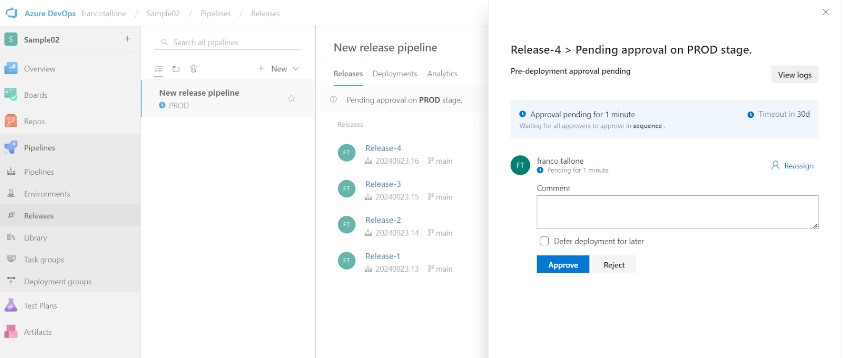 Azure DevOps francotallone / Sample02 / Pipelines / Releases
S Sample02 +
Overview
Boards
Repos
Pipelines
Pipelines
Environments
Releases
Library
Task groups
Deployment groups
Test Plans
Artifacts
Search all pipelines
+ New
New release pipeline
PROD
New release pipeline
Releases Deployments Analytics
Pending approval on PROD stage.
Releases
FT Release-4
20240923.16 main
FT Release-3
20240923.15 main
FT Release-2
20240923.14 main
FT Release-1
20240923.13 main
Release-4 > Pending approval on PROD stage.
Pre-deployment approval pending
View logs
Approval pending for 1 minute
Timeout in 30d
Waiting for all approvers to approve in sequence .
FT franco tallone
Pending for 1 minute
Reassign
Comment
Defer deployment for later
Approve Reject